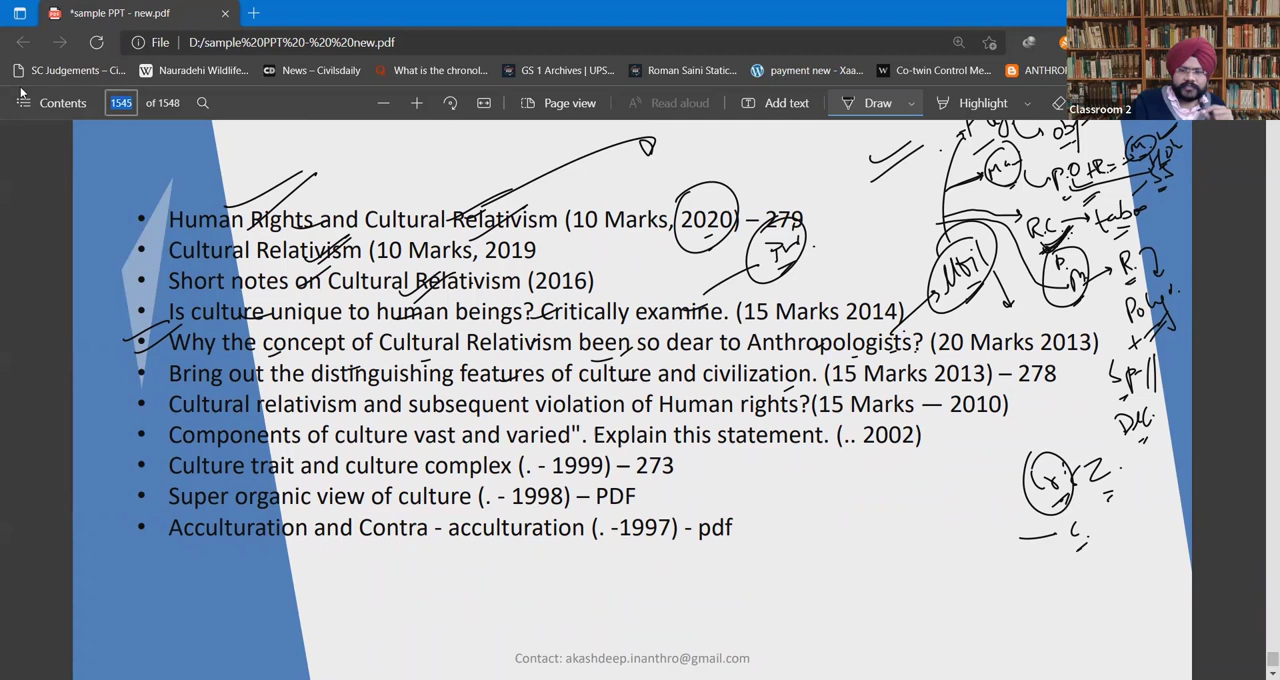 *sample PPT - new.pdf
File D:/sample%20PPT%20-%20%20new.pdf
SC Judgements – Ci... Nauradehi Wildlife... News – Civilsdaily What is the chronol... GS 1 Archives | UPS... Roman Saini Static... payment new - Xaa... Co-twin Control Me... ANTHRO
Contents 1545 of 1548 Page view Read aloud Add text Draw Highlight
Classroom 2
obj
P.O + R.
R.C. taboo
R.
Human Rights and Cultural Relativism (10 Marks, 2020) – 279
Cultural Relativism (10 Marks, 2019
Short notes on Cultural Relativism (2016)
Is culture unique to human beings? Critically examine. (15 Marks 2014)
Why the concept of Cultural Relativism been so dear to Anthropologists? (20 Marks 2013)
Bring out the distinguishing features of culture and civilization. (15 Marks 2013) – 278
Cultural relativism and subsequent violation of Human rights?(15 Marks — 2010)
Components of culture vast and varied". Explain this statement. (.. 2002)
Culture trait and culture complex (. - 1999) – 273
Super organic view of culture (. - 1998) – PDF
Acculturation and Contra - acculturation (. -1997) - pdf
Contact: akashdeep.inanthro@gmail.com